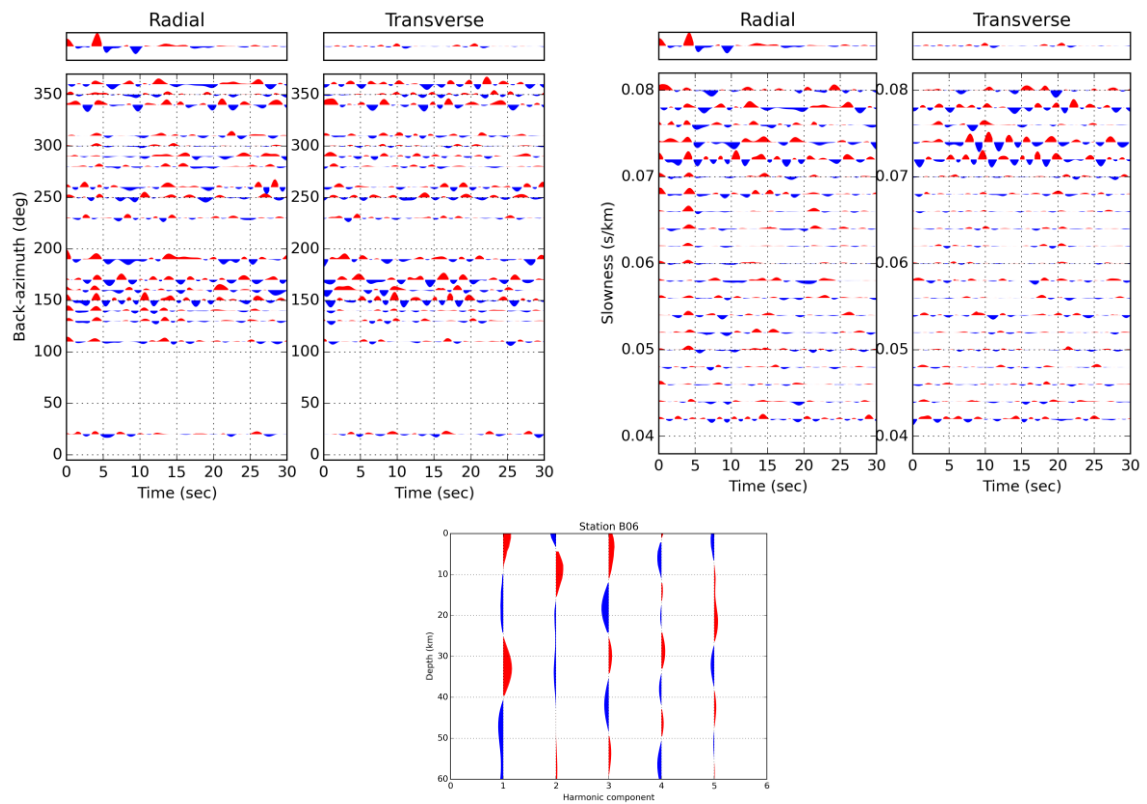 Radial
Transverse
Radial
Transverse
350
300
250
200
150
100
50
0
Back-azimuth (deg)
0 5 10 15 20 25 30
0 5 10 15 20 25 30
Time (sec)
Time (sec)
0.08
0.07
0.06
0.05
0.04
Slowness (s/km)
0.08
0.07
0.06
0.05
0.04
0 5 10 15 20 25 30
0 5 10 15 20 25 30
Time (sec)
Time (sec)
Station B06
0
10
20
30
40
50
60
Depth (km)
0 1 2 3 4 5 6
Harmonic component